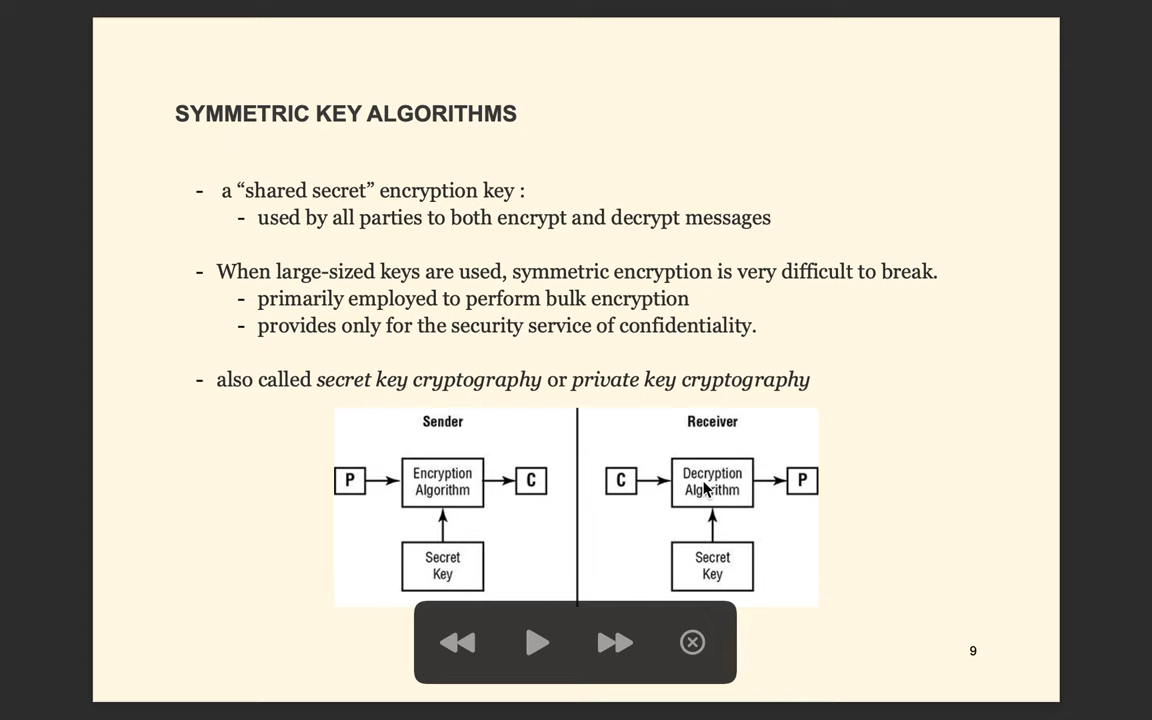 SYMMETRIC KEY ALGORITHMS
- a “shared secret” encryption key :
- used by all parties to both encrypt and decrypt messages
- When large-sized keys are used, symmetric encryption is very difficult to break.
- primarily employed to perform bulk encryption
- provides only for the security service of confidentiality.
- also called secret key cryptography or private key cryptography
Sender
P
Encryption
Algorithm
C
Secret
Key
Receiver
C
Decryption
Algorithm
P
Secret
Key
9